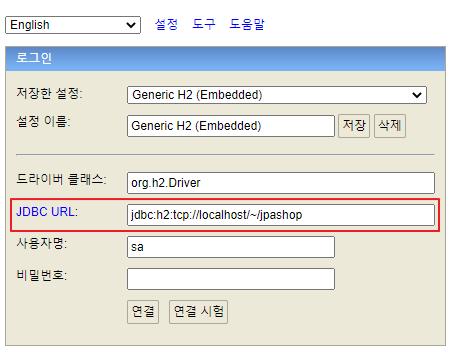 English 설정 도구 도움말
로그인
저장한 설정: Generic H2 (Embedded)
설정 이름: Generic H2 (Embedded) 저장 삭제
드라이버 클래스: org.h2.Driver
JDBC URL: jdbc:h2:tcp://localhost/~/jpashop
사용자명: sa
비밀번호:
연결 연결 시험